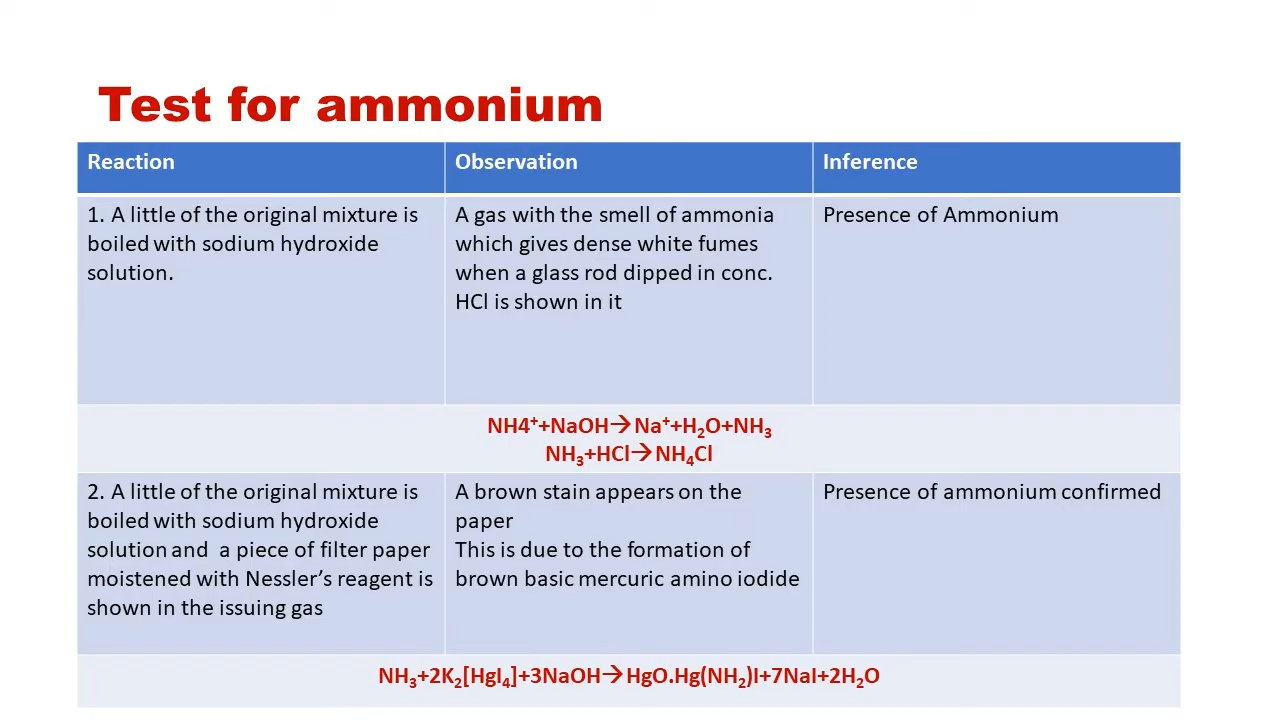 Test for ammonium
Reaction
Observation
Inference
1. A little of the original mixture is
boiled with sodium hydroxide
solution.
A gas with the smell of ammonia
which gives dense white fumes
when a glass rod dipped in conc.
HCl is shown in it
Presence of Ammonium
NH4⁺+NaOH→Na⁺+H₂O+NH₃
NH₃+HCl→NH₄Cl
2. A little of the original mixture is
boiled with sodium hydroxide
solution and a piece of filter paper
moistened with Nessler’s reagent is
shown in the issuing gas
A brown stain appears on the
paper
This is due to the formation of
brown basic mercuric amino iodide
Presence of ammonium confirmed
NH₃+2K₂[HgI₄]+3NaOH→HgO.Hg(NH₂)I+7NaI+2H₂O